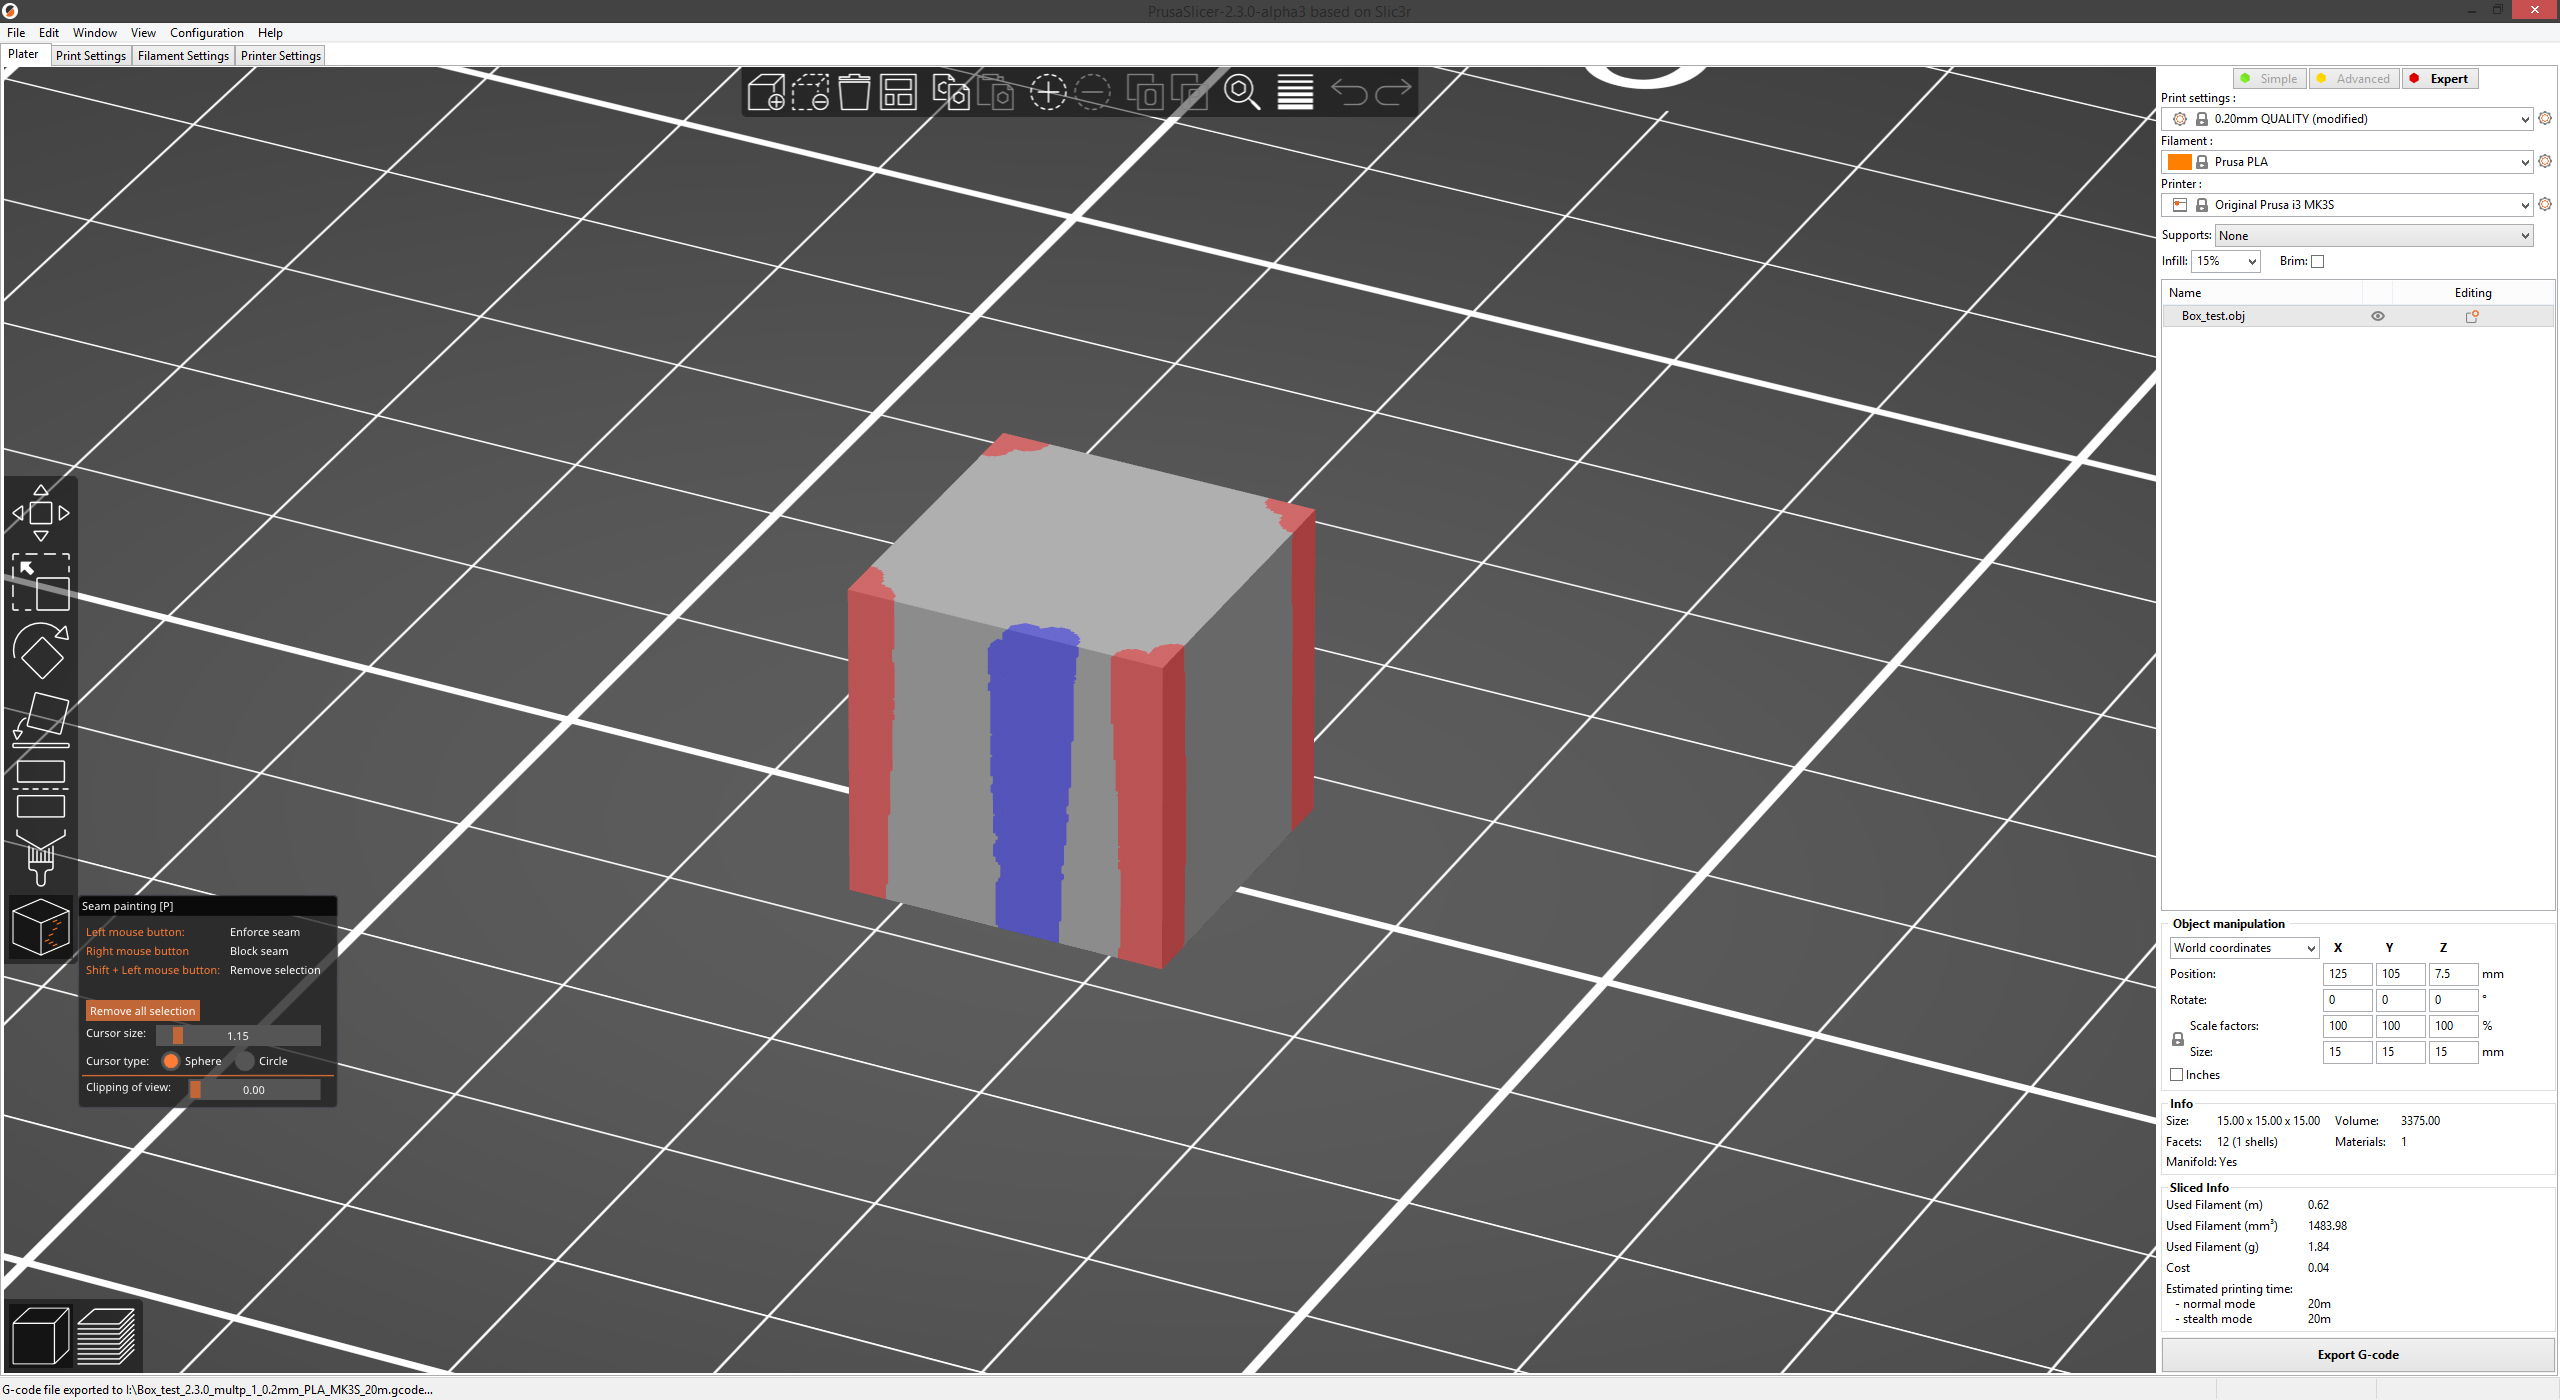 PrusaSlicer-2.3.0-alpha3 based on Slic3r
File Edit Window View Configuration Help
Plater Print Settings Filament Settings Printer Settings
Simple Advanced Expert
Print settings :
0.20mm QUALITY (modified)
Filament :
Prusa PLA
Printer :
Original Prusa i3 MK3S
Supports: None
Infill: 15% Brim:
Name Editing
Box_test.obj
Seam painting [P]
Left mouse button: Enforce seam
Right mouse button Block seam
Shift + Left mouse button: Remove selection
Remove all selection
Cursor size: 1.15
Cursor type: Sphere Circle
Clipping of view: 0.00
Object manipulation
World coordinates X Y Z
Position: 125 105 7.5 mm
Rotate: 0 0 0 °
Scale factors: 100 100 100 %
Size: 15 15 15 mm
Inches
Info
Size: 15.00 x 15.00 x 15.00 Volume: 3375.00
Facets: 12 (1 shells) Materials: 1
Manifold: Yes
Sliced Info
Used Filament (m) 0.62
Used Filament (mm³) 1483.98
Used Filament (g) 1.84
Cost 0.04
Estimated printing time:
- normal mode 20m
- stealth mode 20m
Export G-code
G-code file exported to I:\Box_test_2.3.0_multp_1_0.2mm_PLA_MK3S_20m.gcode...